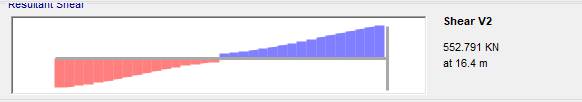 Resultant Shear
Shear V2
552.791 KN
at 16.4 m